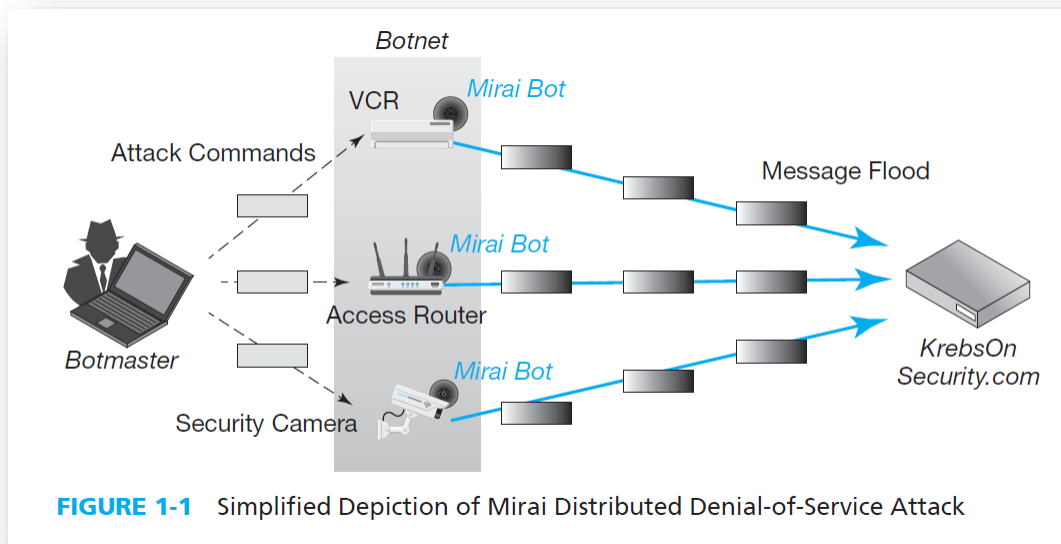 Botnet
VCR
Mirai Bot
Attack Commands
Message Flood
Mirai Bot
Access Router
Botmaster
KrebsOn
Security.com
Mirai Bot
Security Camera
FIGURE 1-1 Simplified Depiction of Mirai Distributed Denial-of-Service Attack